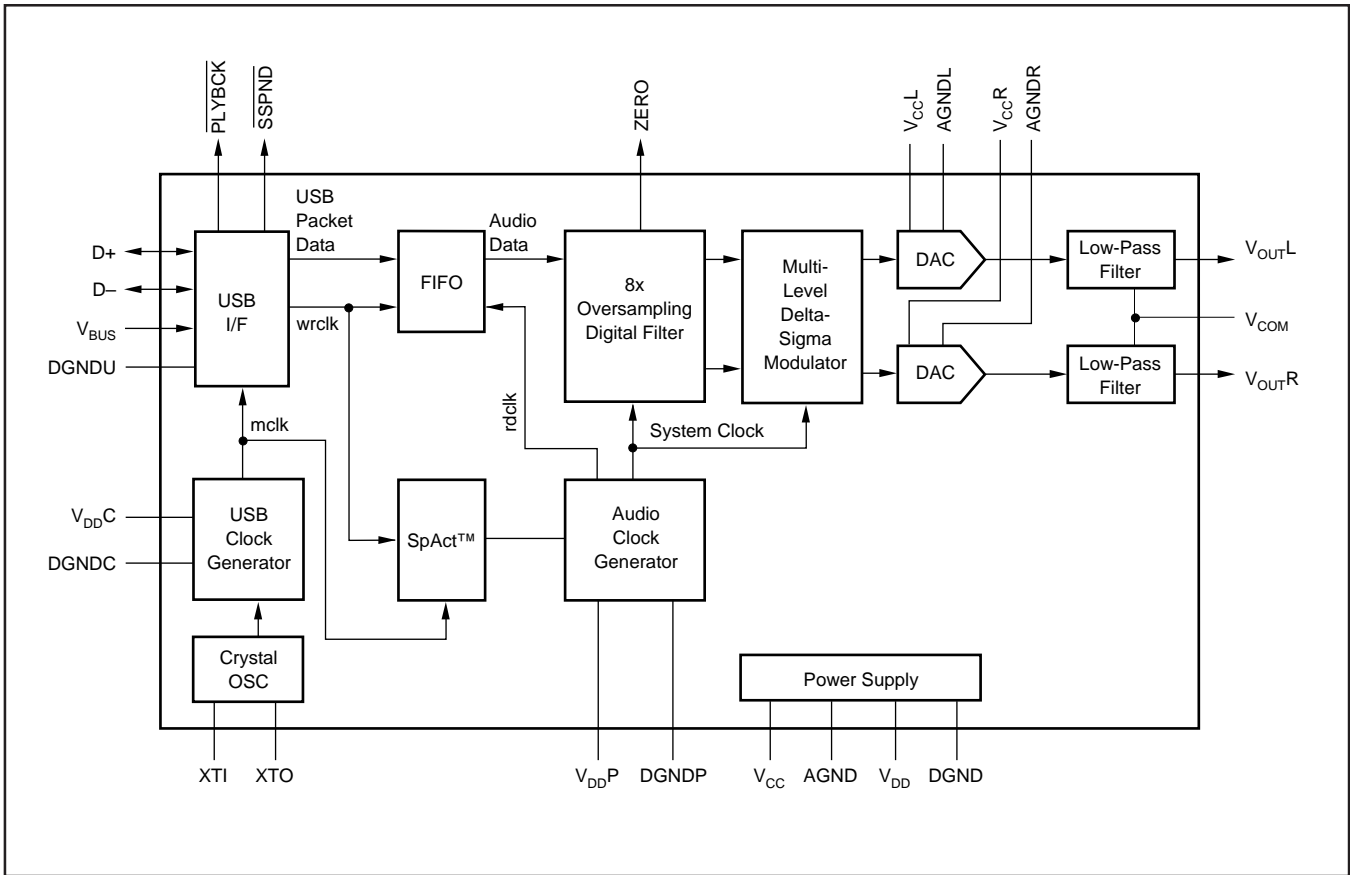 PLYBCK
SSPND
ZERO
VCCL
AGNDL
VCCR
AGNDR
D+
D–
VBUS
DGNDU
USB
I/F
USB
Packet
Data
wrclk
FIFO
Audio
Data
8x
Oversampling
Digital Filter
Multi-
Level
Delta-
Sigma
Modulator
DAC
DAC
Low-Pass
Filter
Low-Pass
Filter
VOUTL
VCOM
VOUTR
mclk
rdclk
System Clock
VDDC
DGNDC
USB
Clock
Generator
SpAct™
Audio
Clock
Generator
Crystal
OSC
Power Supply
XTI
XTO
VDDP
DGNDP
VCC
AGND
VDD
DGND